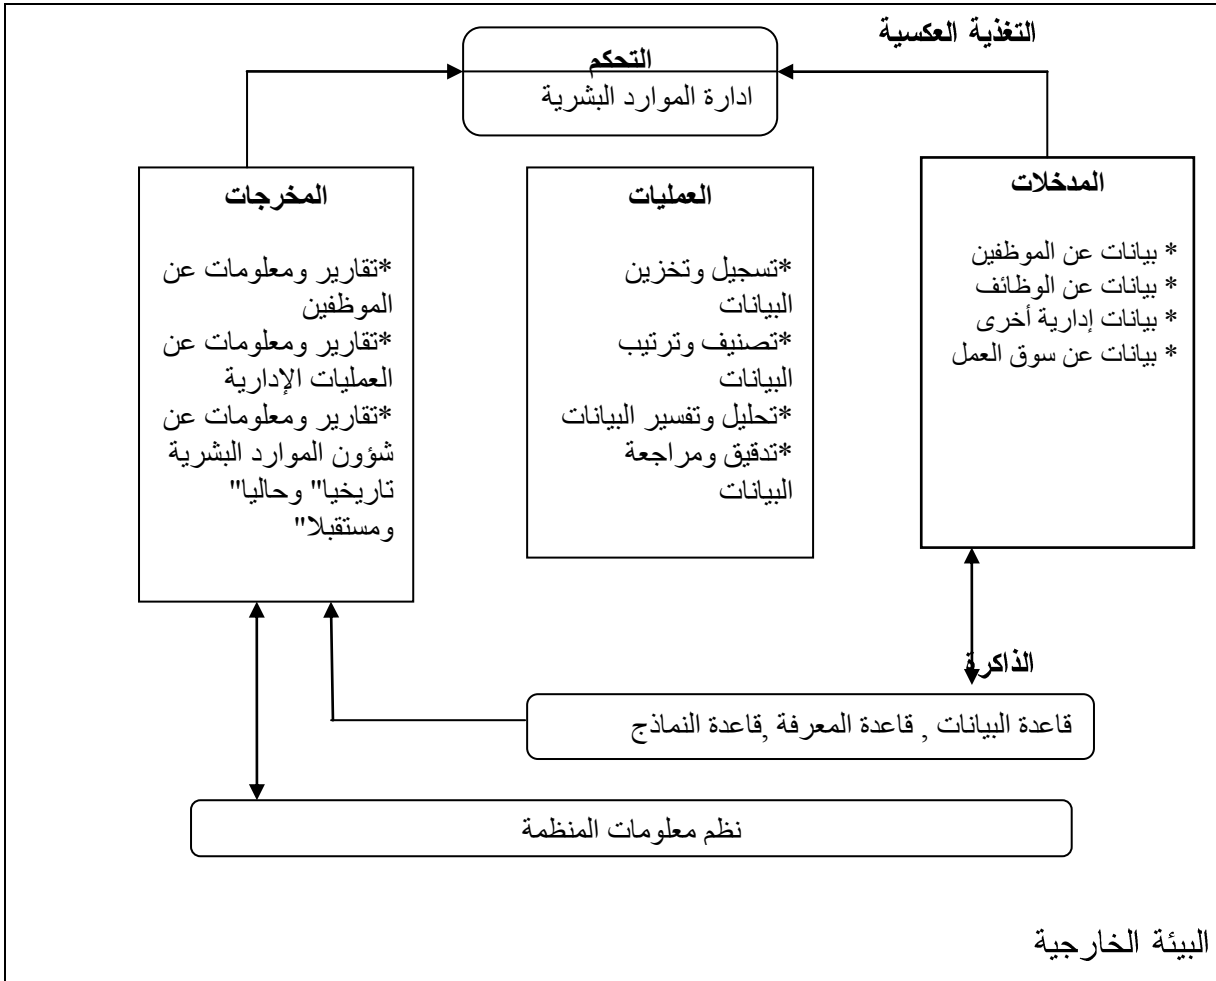 التغذية العكسية
التحكم
ادارة الموارد البشرية
المدخلات
* بيانات عن الموظفين
* بيانات عن الوظائف
* بيانات إدارية أخرى
* بيانات عن سوق العمل
العمليات
*تسجيل وتخزين
البيانات
*تصنيف وترتيب
البيانات
*تحليل وتفسير البيانات
*تدقيق ومراجعة
البيانات
المخرجات
*تقارير ومعلومات عن
الموظفين
*تقارير ومعلومات عن
العمليات الإدارية
*تقارير ومعلومات عن
شؤون الموارد البشرية
تاريخيا" وحاليا"
ومستقبلا"
الذاكرة
قاعدة البيانات , قاعدة المعرفة ,قاعدة النماذج
نظم معلومات المنظمة
البيئة الخارجية